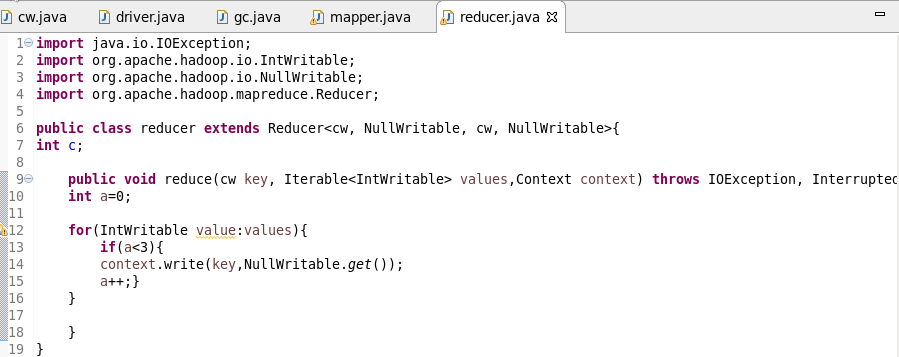 cw.java driver.java gc.java mapper.java reducer.java
1 import java.io.IOException;
2 import org.apache.hadoop.io.IntWritable;
3 import org.apache.hadoop.io.NullWritable;
4 import org.apache.hadoop.mapreduce.Reducer;
5
6 public class reducer extends Reducer<cw, NullWritable, cw, NullWritable>{
7 int c;
8
9 public void reduce(cw key, Iterable<IntWritable> values,Context context) throws IOException, Interrupted
10 int a=0;
11
12 for(IntWritable value:values){
13 if(a<3){
14 context.write(key,NullWritable.get());
15 a++;}
16 }
17
18 }
19 }